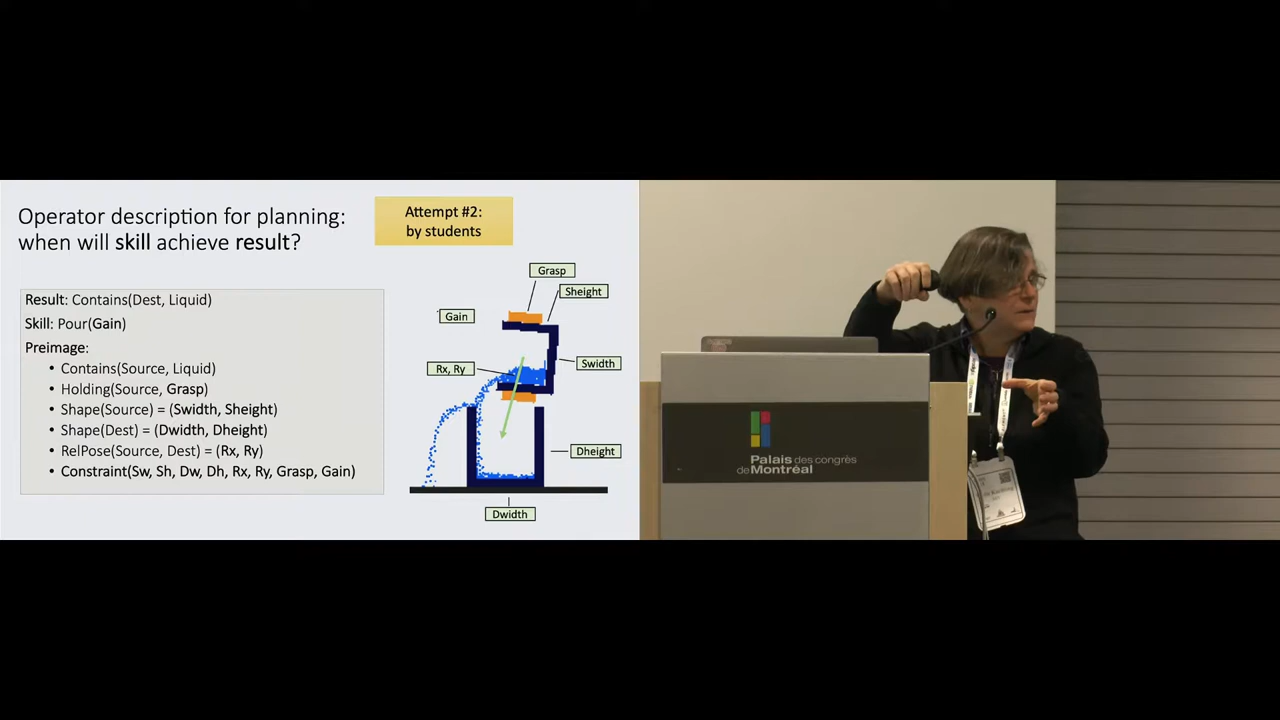 Operator description for planning:
when will skill achieve result?
Attempt #2:
by students
Result: Contains(Dest, Liquid)
Skill: Pour(Gain)
Preimage:
• Contains(Source, Liquid)
• Holding(Source, Grasp)
• Shape(Source) = (Swidth, Sheight)
• Shape(Dest) = (Dwidth, Dheight)
• RelPose(Source, Dest) = (Rx, Ry)
• Constraint(Sw, Sh, Dw, Dh, Rx, Ry, Grasp, Gain)
Grasp
Sheight
Gain
Swidth
Rx, Ry
Dheight
Dwidth
Palais des congrès
de Montréal